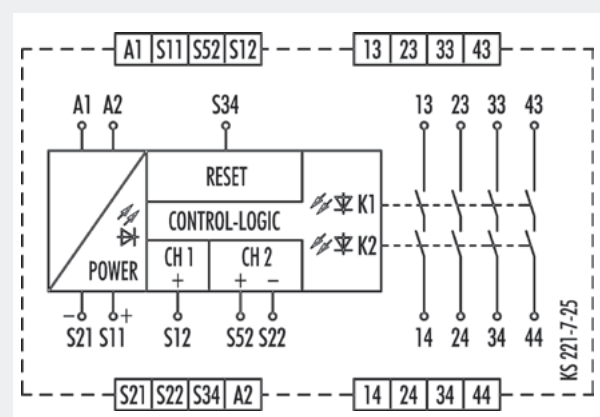 A1 S11 S52 S12 13 23 33 43
A1 A2 S34 13 23 33 43
RESET
K1
CONTROL-LOGIC
K2
POWER CH 1 CH 2
+ + −
− + 
S21 S11 S12 S52 S22 14 24 34 44
KS 221-7-25
S21 S22 S34 A2 14 24 34 44